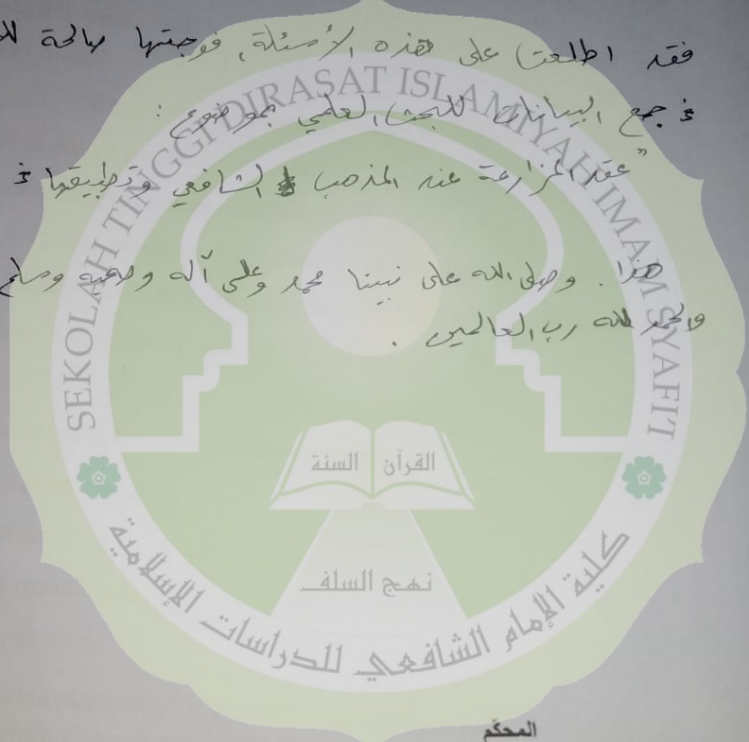 فقد اطلعت على هذه الأسئلة، فوجدتها صالحة
في جمع البيانات للبحث العلمي بموضوع:
"عقد المزارعة عند المذهب الشافعي وتطبيقها في
هذا. وصلى الله على نبينا محمد وعلى آله وصحبه وسلم
والحمد لله رب العالمين.
SEKOLAH TINGGI DIRASAT ISLAMIYAH IMAM SYAFI'I
القرآن السنة
نهج السلف
كلية الإمام الشافعي للدراسات الإسلامية
المحكّم